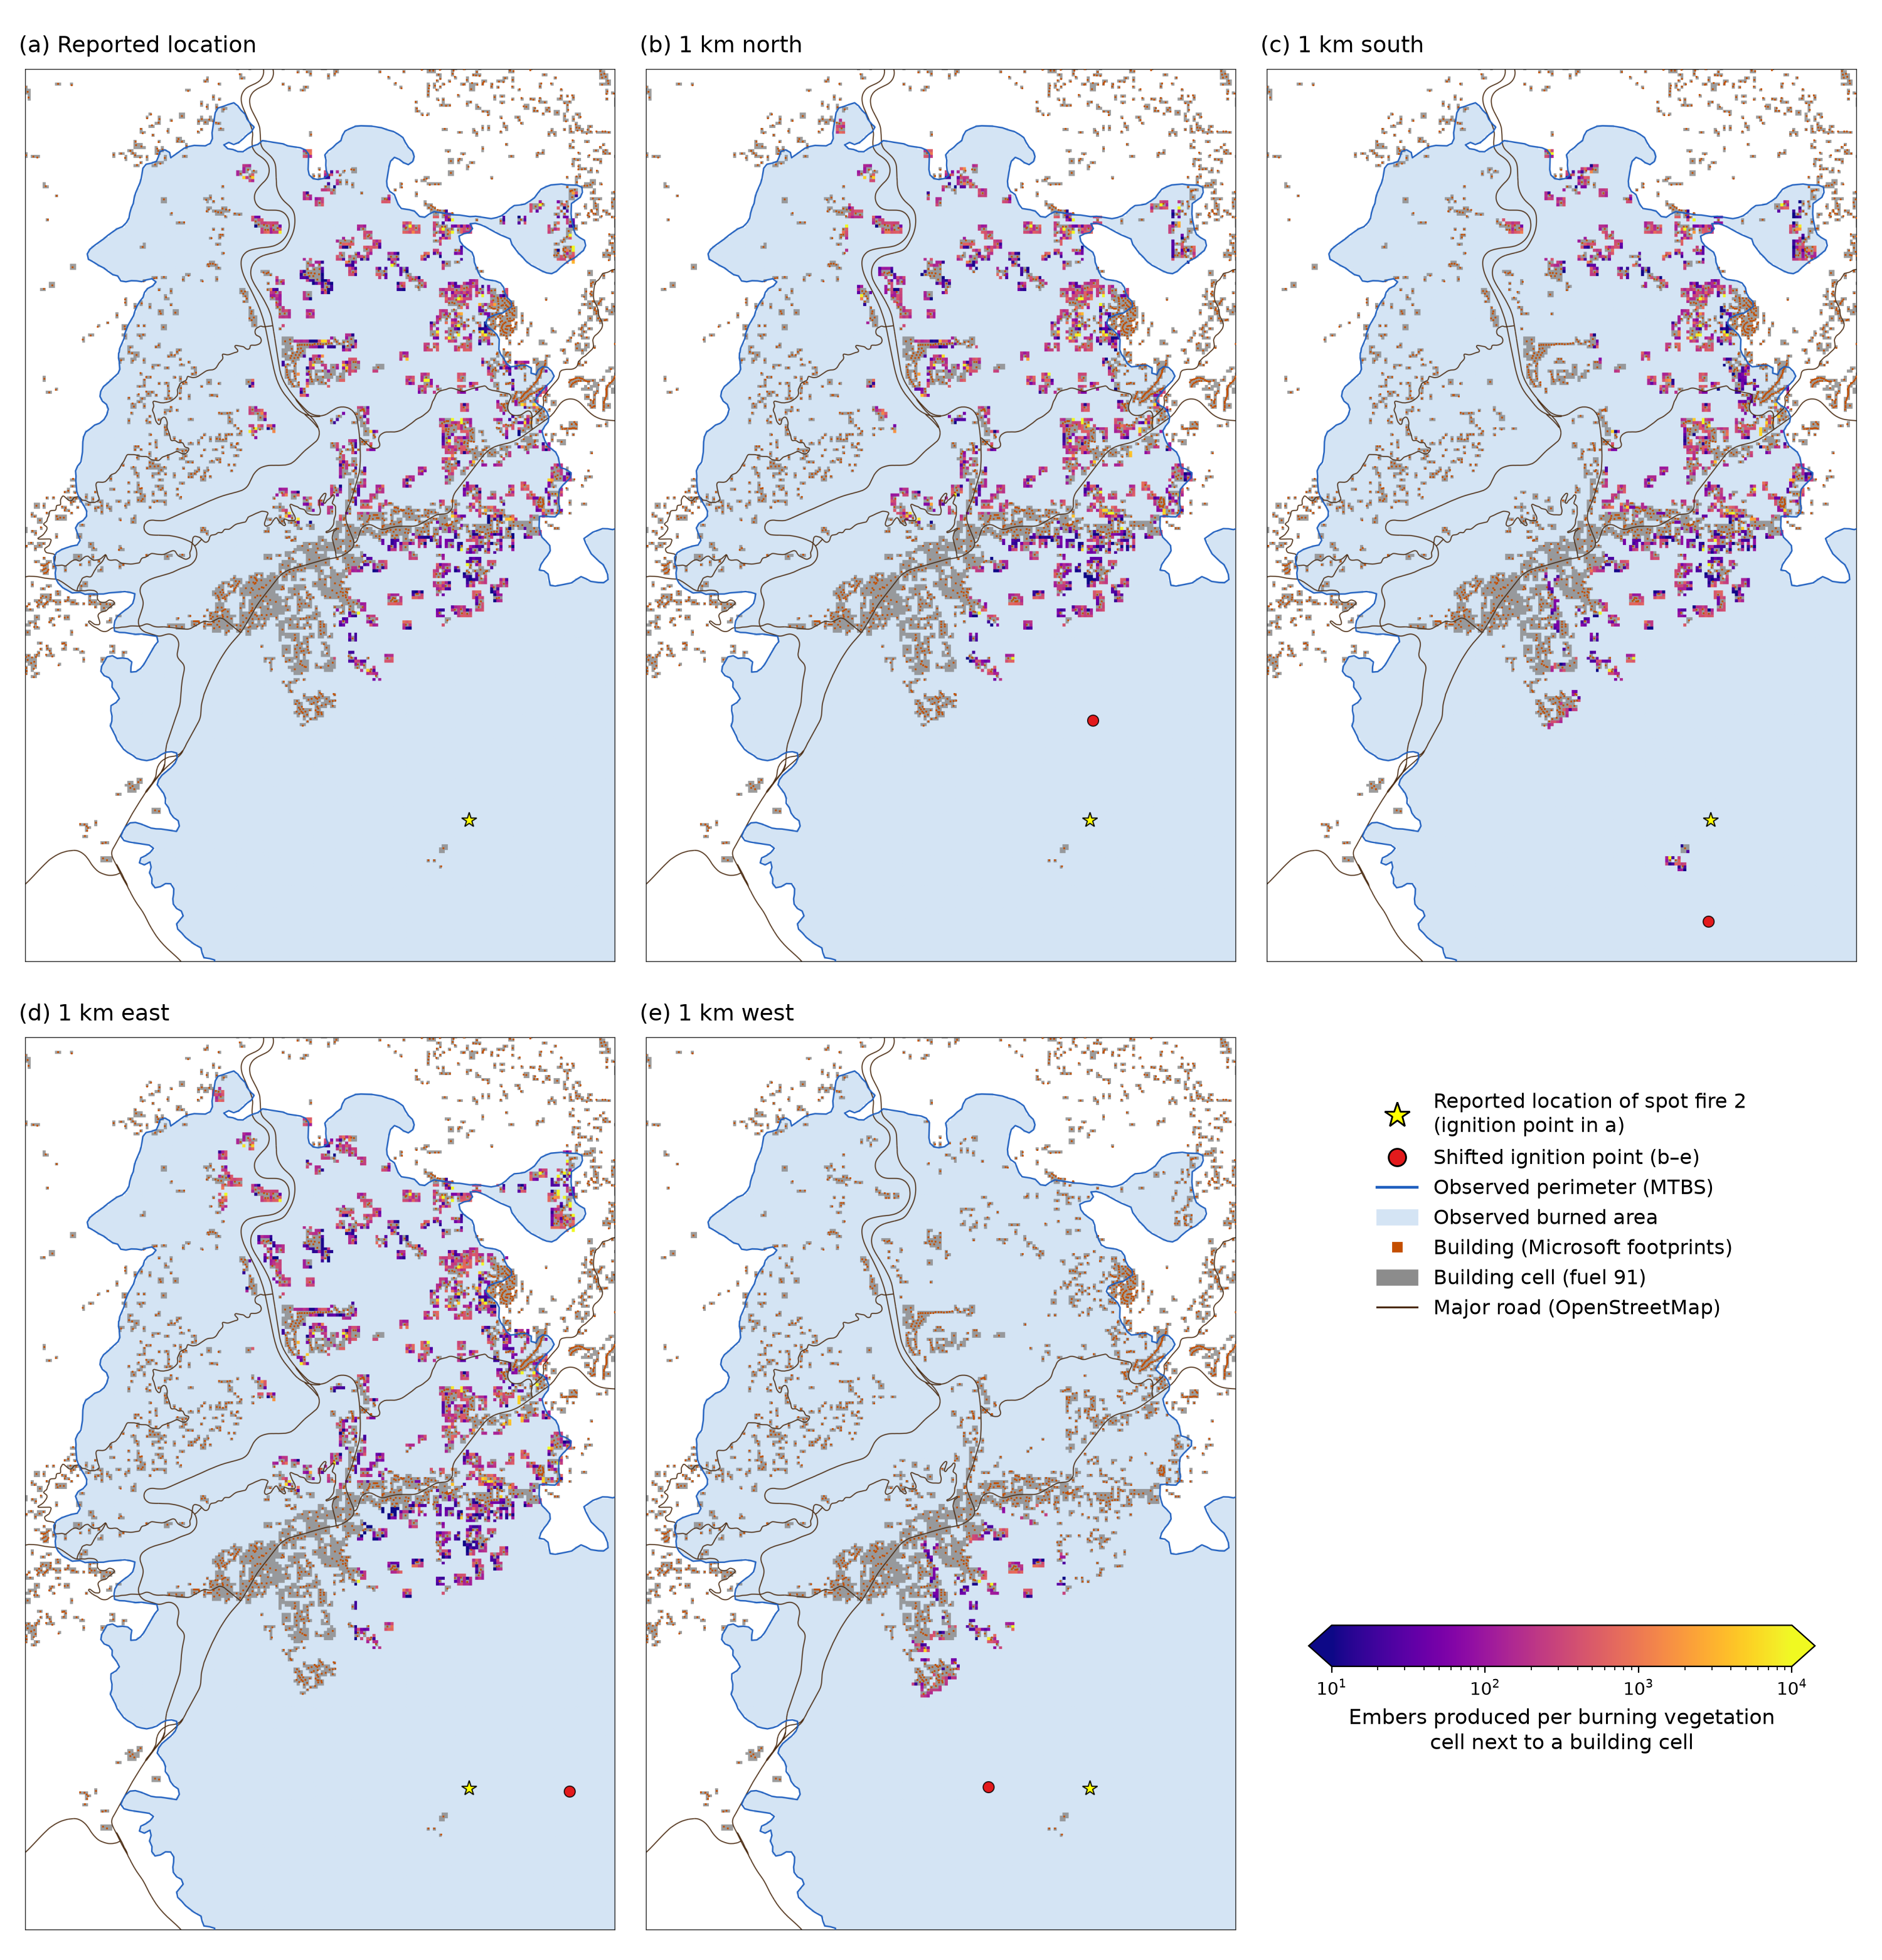 (a) Reported location
(b) 1 km north
(c) 1 km south
(d) 1 km east
(e) 1 km west
Reported location of spot fire 2
(ignition point in a)
Shifted ignition point (b–e)
Observed perimeter (MTBS)
Observed burned area
Building (Microsoft footprints)
Building cell (fuel 91)
Major road (OpenStreetMap)
10¹ 10² 10³ 10⁴
Embers produced per burning vegetation
cell next to a building cell